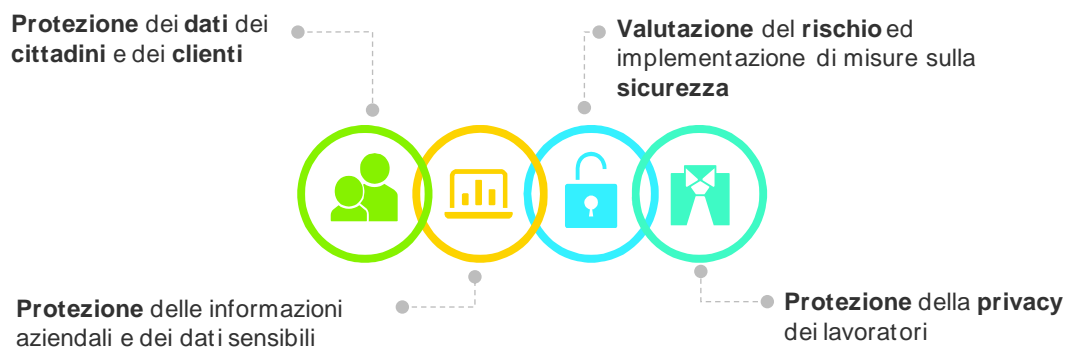 Protezione dei dati dei
cittadini e dei clienti
Valutazione del rischio ed
implementazione di misure sulla
sicurezza
Protezione delle informazioni
aziendali e dei dati sensibili
Protezione della privacy
dei lavoratori